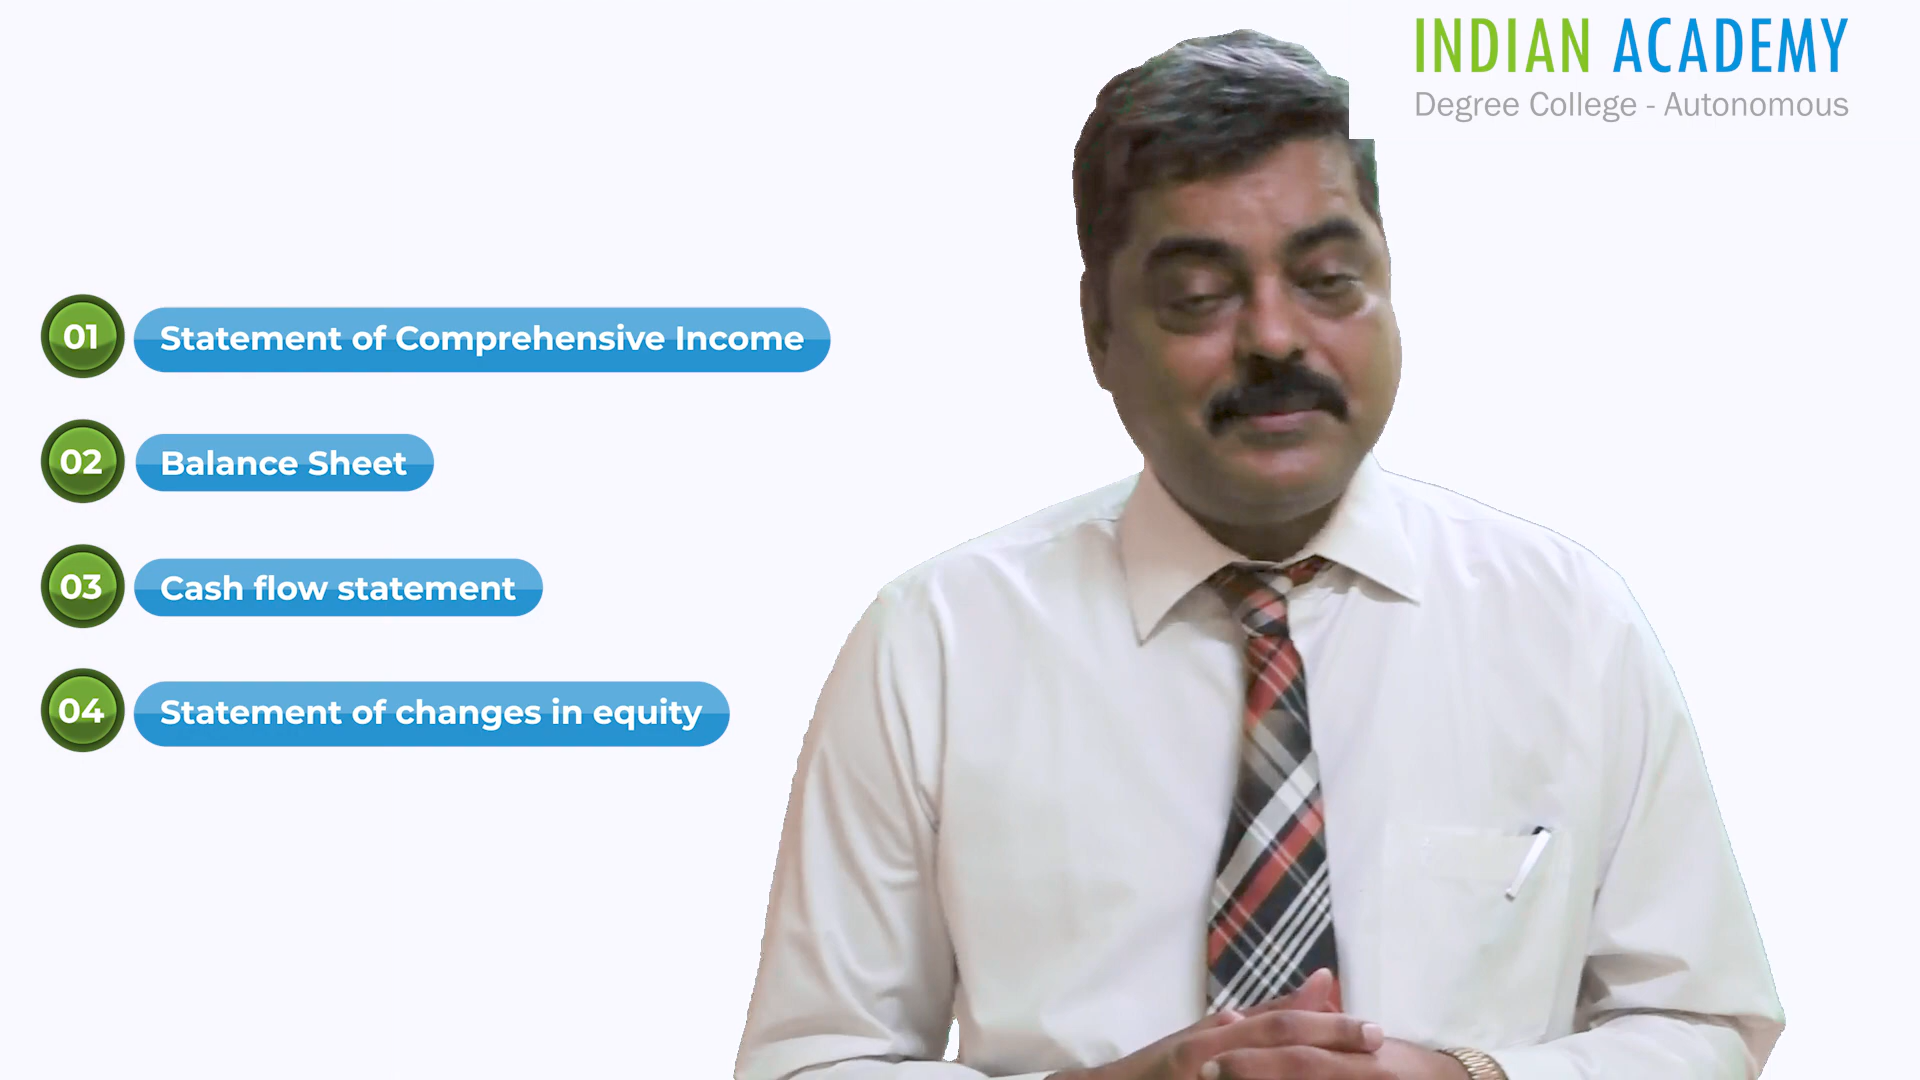 INDIAN ACADEMY
Degree College - Autonomous
01 Statement of Comprehensive Income
02 Balance Sheet
03 Cash flow statement
04 Statement of changes in equity